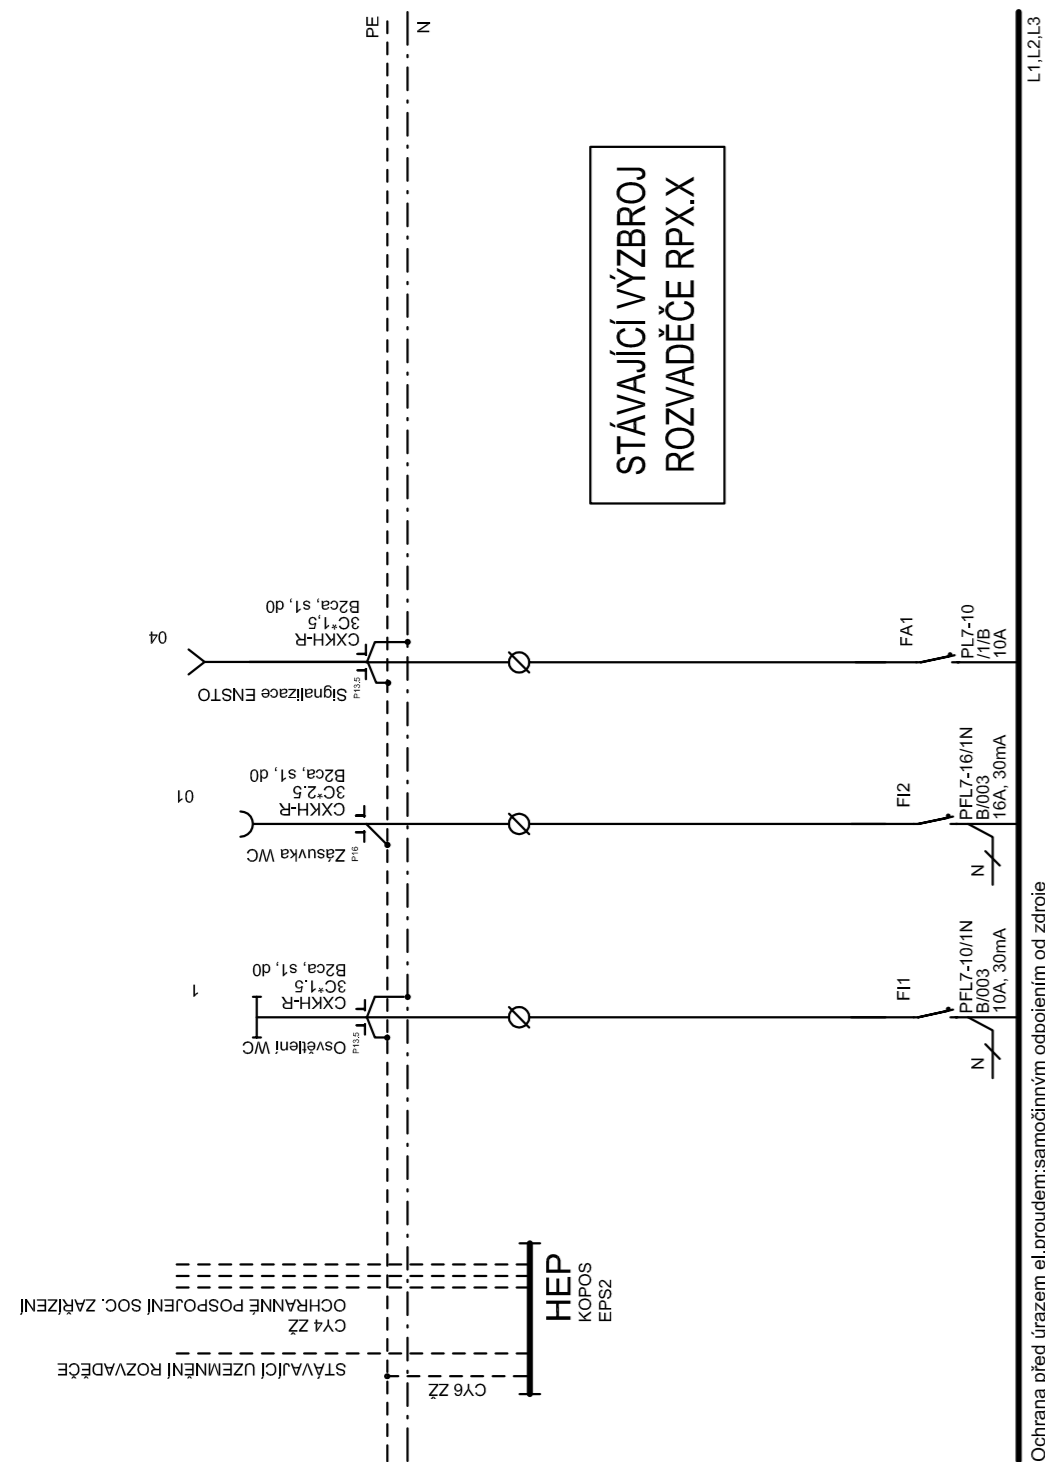 PE
N
L1,L2,L3
STÁVAJÍCÍ VÝZBROJ
ROZVADĚČE RPX.X
04
Signalizace ENSTO
P13.5
CXKH-R
3C*1,5
B2ca, s1, d0
FA1
PL7-10
/1/B
10A
01
Zásuvka WC
P16
CXKH-R
3C*2.5
B2ca, s1, d0
FI2
PFL7-16/1N
B/003
16A, 30mA
N
1
Osvětlení WC
P13.5
CXKH-R
3C*1.5
B2ca, s1, d0
FI1
PFL7-10/1N
B/003
10A, 30mA
N
OCHRANNÉ POSPOJENÍ SOC. ZAŘÍZENÍ
CY4 ZŽ
STÁVAJÍCÍ UZEMNĚNÍ ROZVADĚČE
CY6 ZŽ
HEP
KOPOS
EPS2
Ochrana před úrazem el.proudem:samočinným odpojením od zdroje